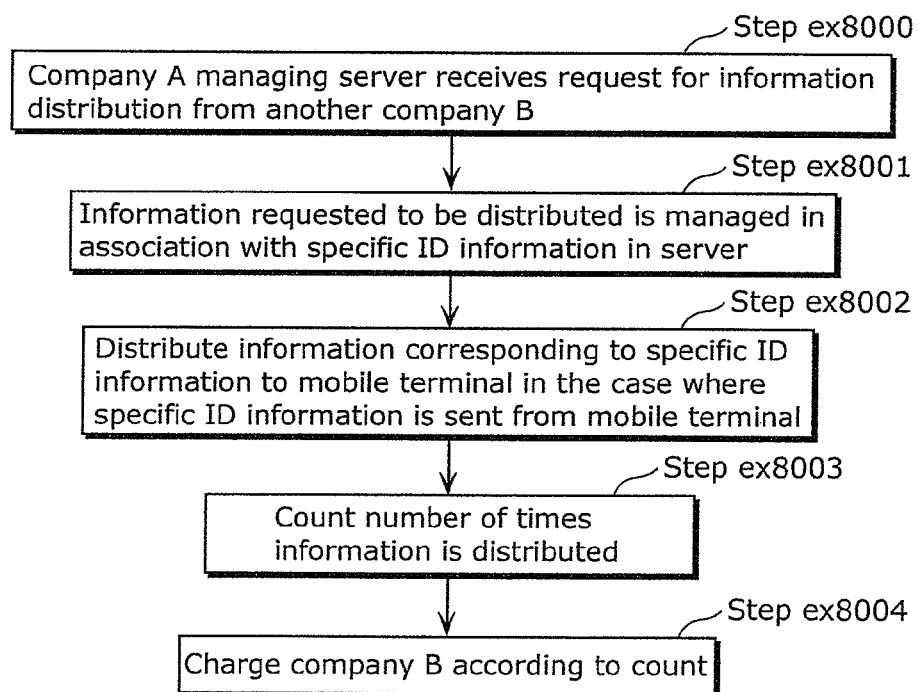 Step ex8000
Company A managing server receives request for information
distribution from another company B
Step ex8001
Information requested to be distributed is managed in
association with specific ID information in server
Step ex8002
Distribute information corresponding to specific ID
information to mobile terminal in the case where
specific ID information is sent from mobile terminal
Step ex8003
Count number of times
information is distributed
Step ex8004
Charge company B according to count